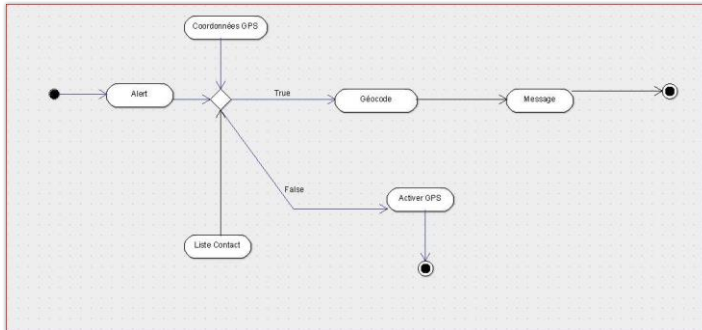 Coordonnées GPS
Alert
True
Géocode
Message
False
Activer GPS
Liste Contact